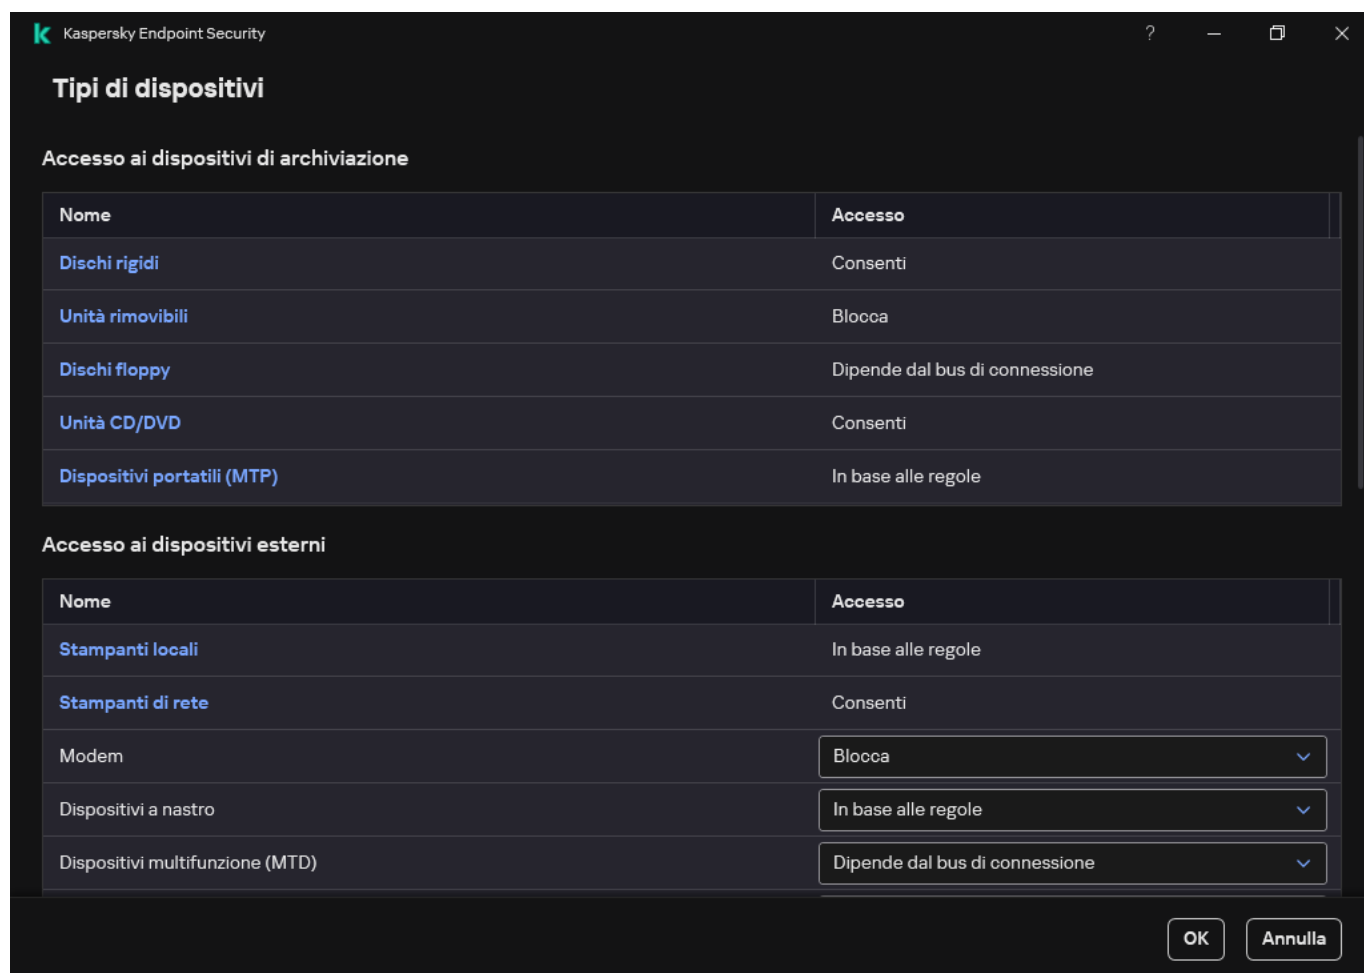 Kaspersky Endpoint Security ?
Tipi di dispositivi
Accesso ai dispositivi di archiviazione
Nome Accesso
Dischi rigidi Consenti
Unità rimovibili Blocca
Dischi floppy Dipende dal bus di connessione
Unità CD/DVD Consenti
Dispositivi portatili (MTP) In base alle regole
Accesso ai dispositivi esterni
Nome Accesso
Stampanti locali In base alle regole
Stampanti di rete Consenti
Modem Blocca
Dispositivi a nastro In base alle regole
Dispositivi multifunzione (MTD) Dipende dal bus di connessione
OK Annulla